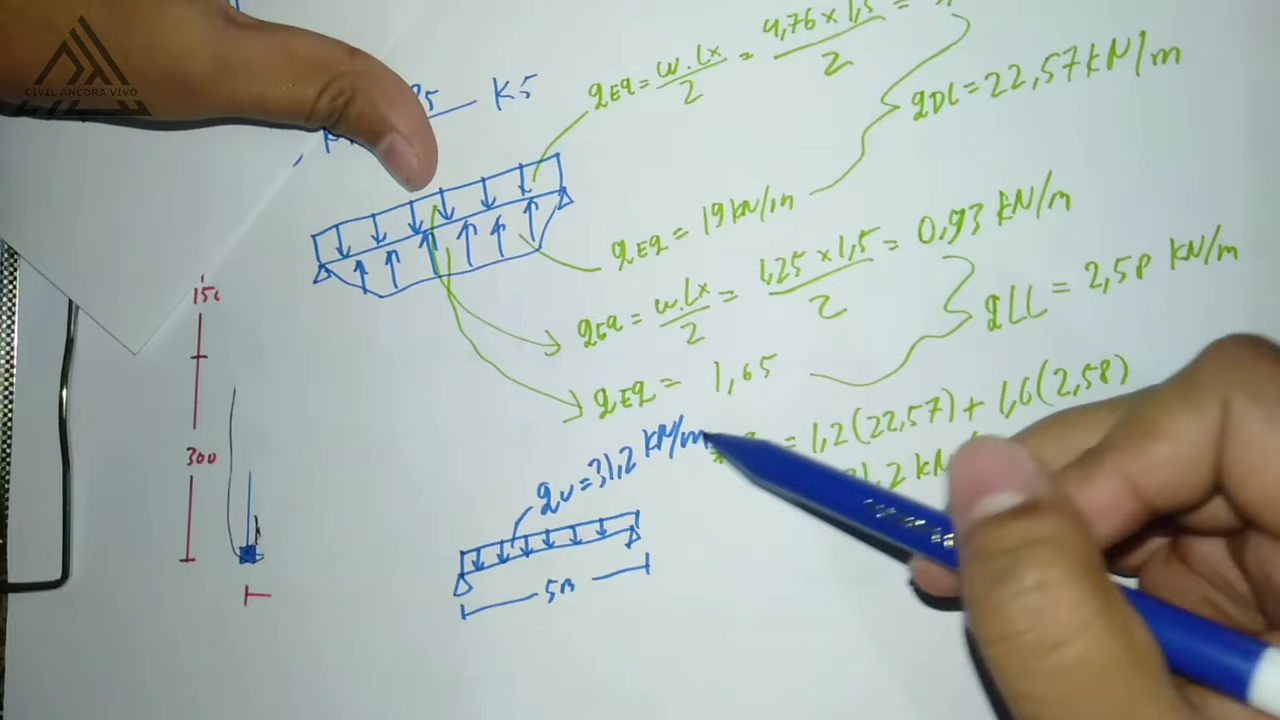 CIVIL ANCORA VIVO
K5
qEq = w.Lx/2 = 4,76 x 1,5/2 =
qDL = 22,57 kN/m
qEq = 19 kN/m
qEq = w.Lx/2 = 1,25 x 1,5/2 = 0,93 kN/m
qLL = 2,58 kN/m
qEq = 1,65
= 1,2(22,57) + 1,6(2,58)
qu = 31,2 kN/m
5m
300